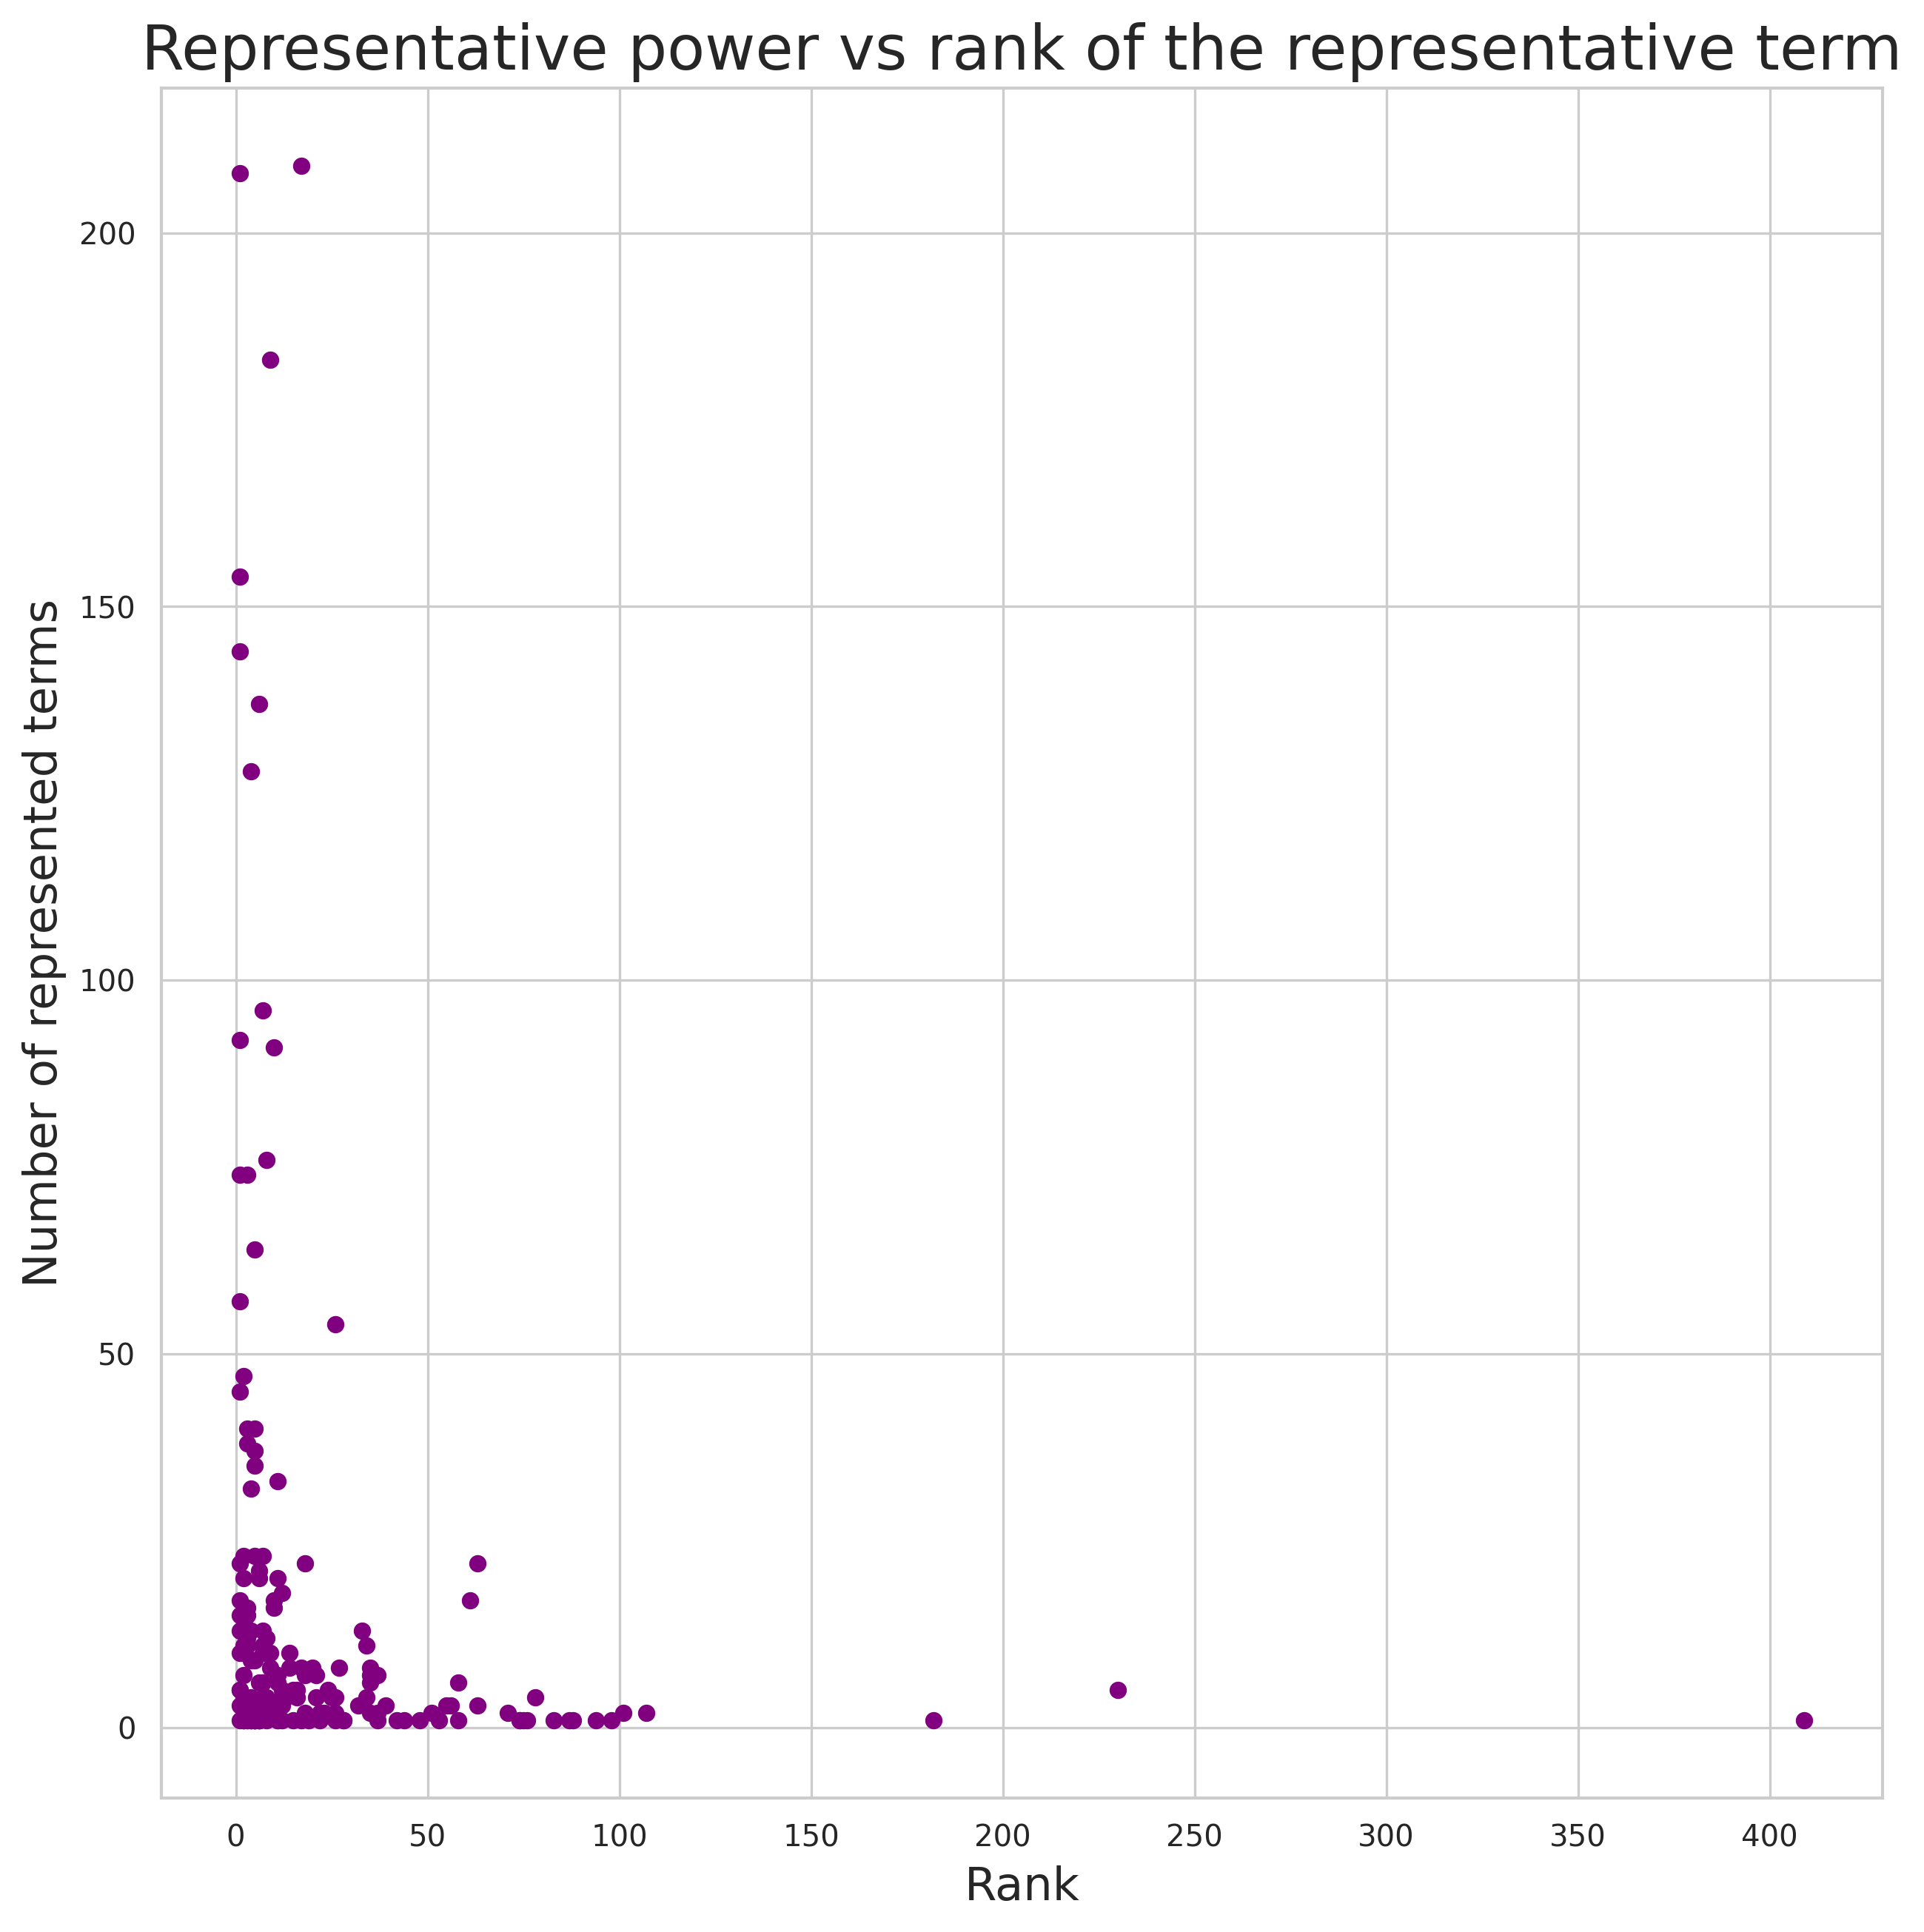 Representative power vs rank of the representative term
Number of represented terms
200
150
100
50
0
0 50 100 150 200 250 300 350 400
Rank